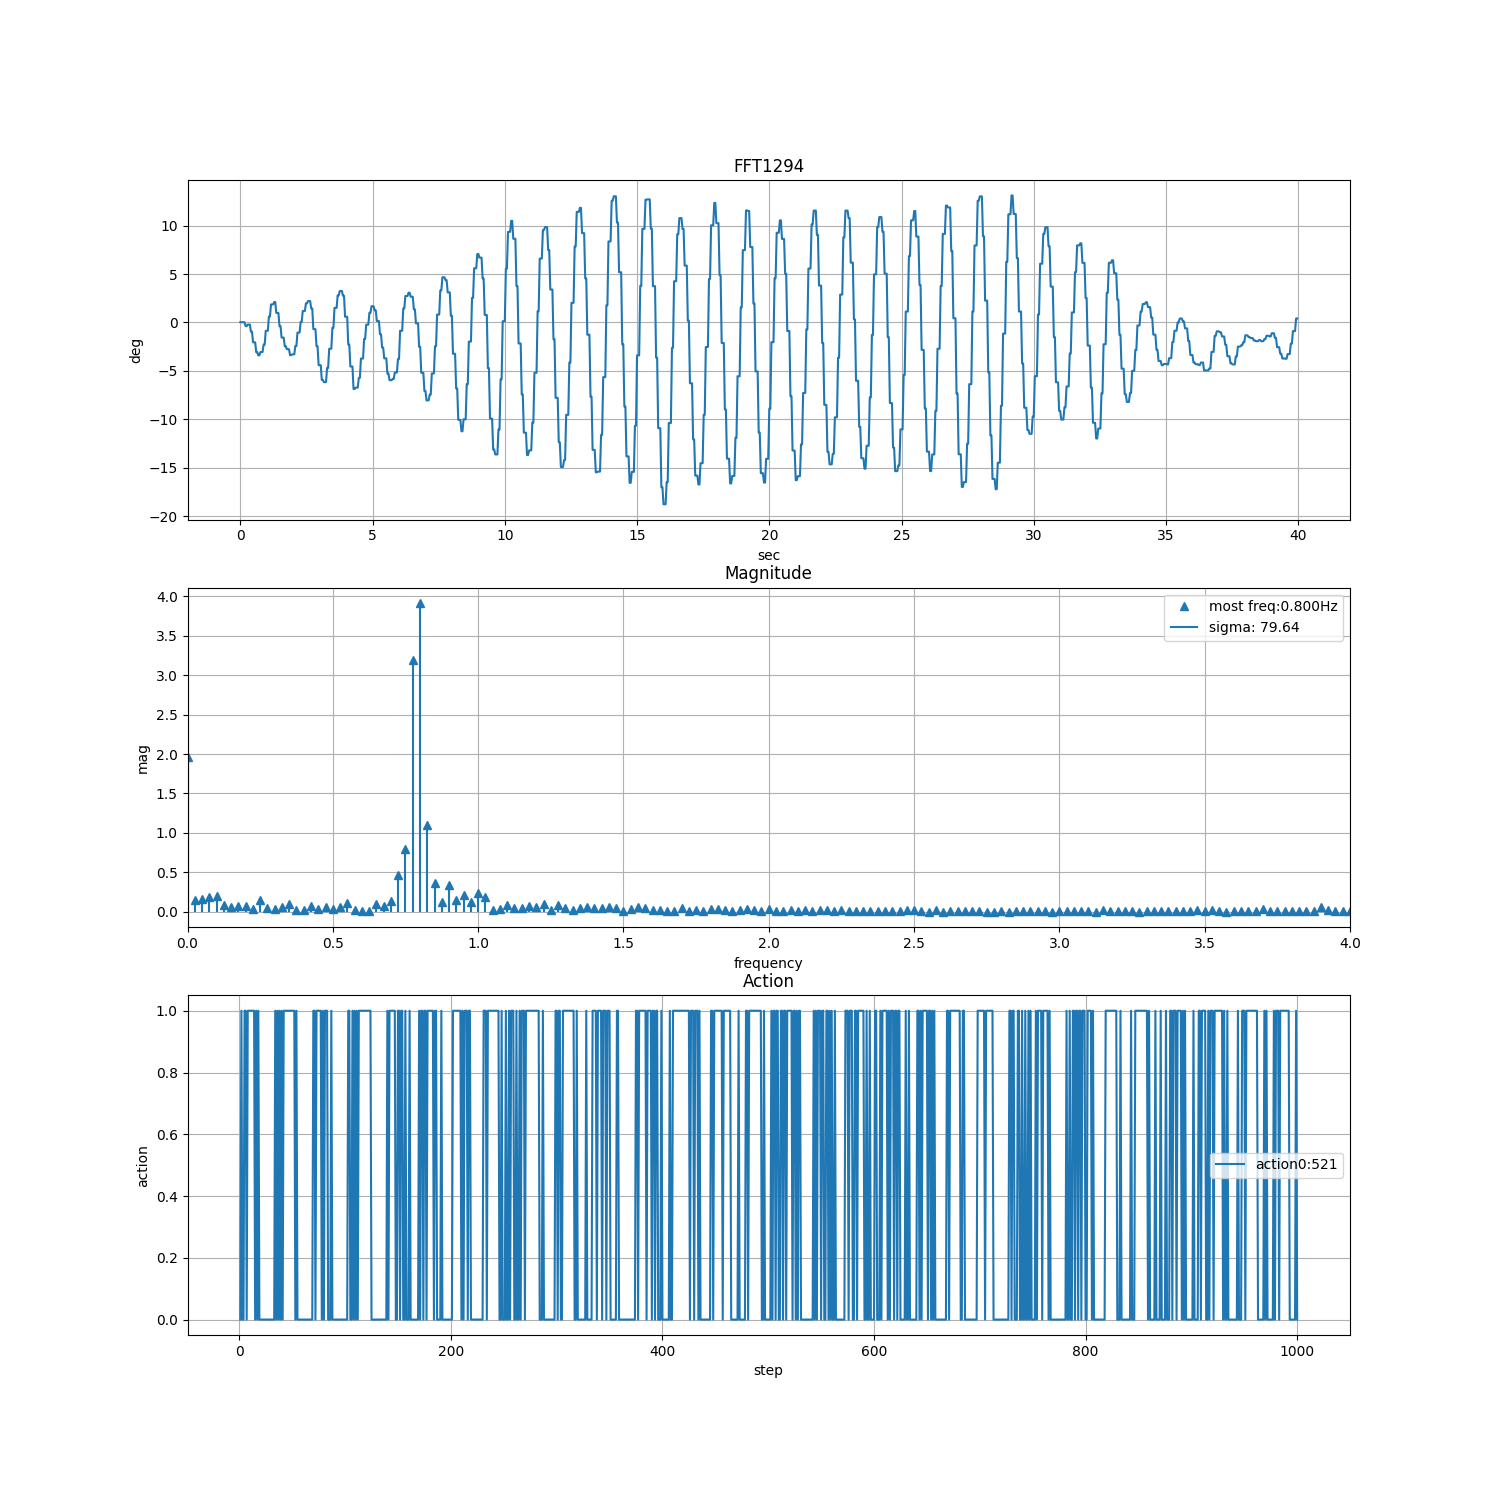 FFT1294
deg
10
5
0
−5
−10
−15
−20
0 5 10 15 20 25 30 35 40
sec
Magnitude
mag
4.0
3.5
3.0
2.5
2.0
1.5
1.0
0.5
0.0
most freq:0.800Hz
sigma: 79.64
0.0 0.5 1.0 1.5 2.0 2.5 3.0 3.5 4.0
frequency
Action
action
1.0
0.8
0.6
0.4
0.2
0.0
action0:521
0 200 400 600 800 1000
step